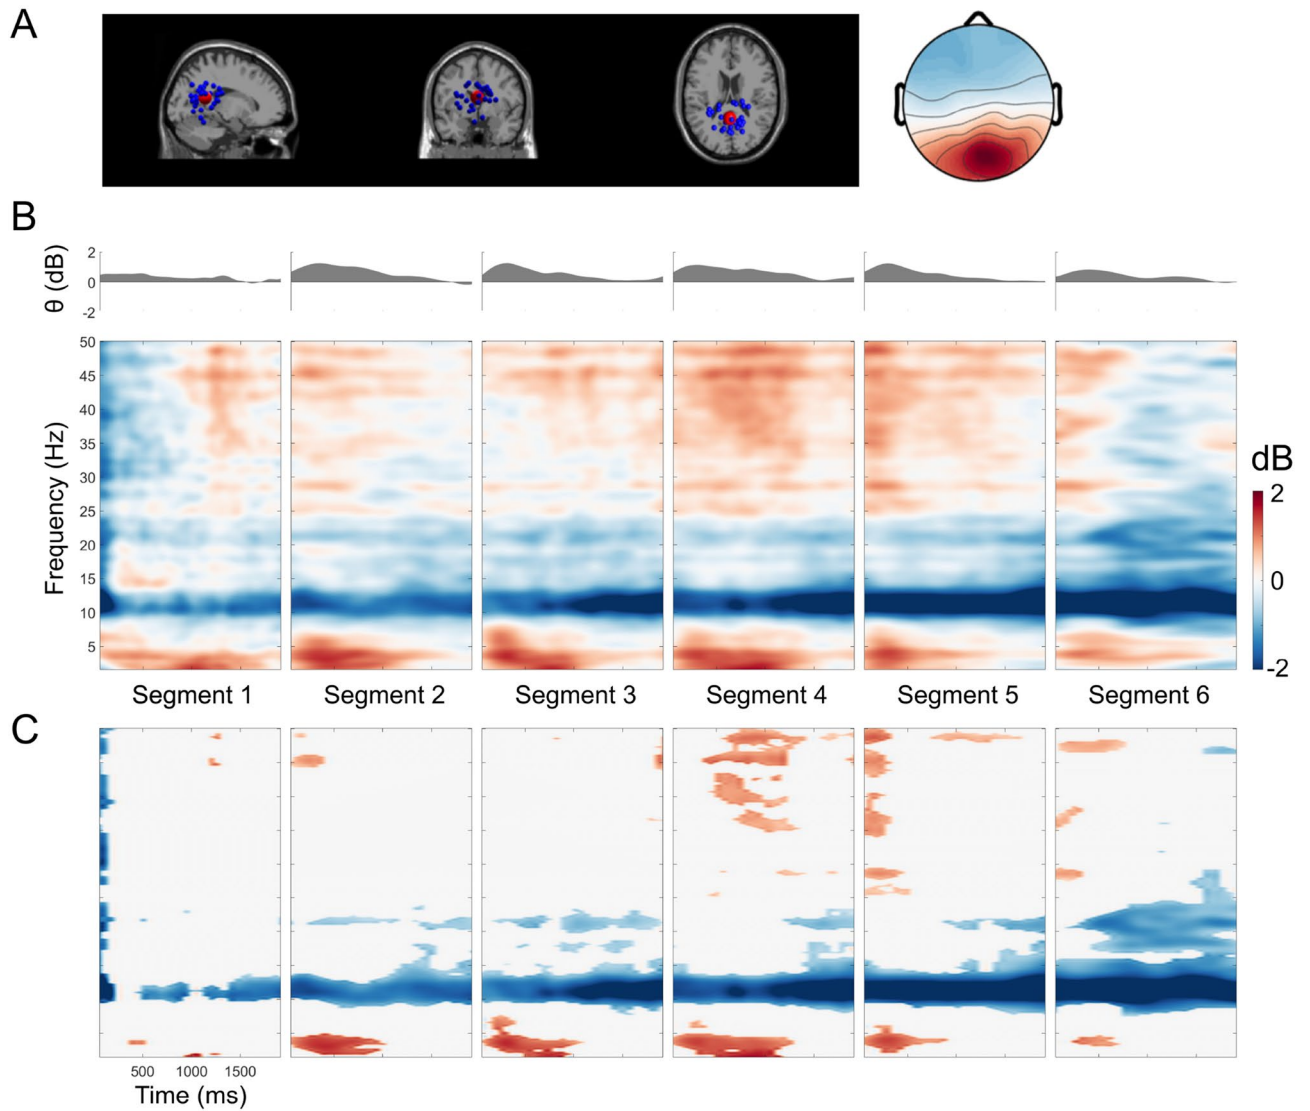 A
B
θ (dB)
2
0
-2
Frequency (Hz)
50
45
40
35
30
25
20
15
10
5
dB
2
0
-2
Segment 1
Segment 2
Segment 3
Segment 4
Segment 5
Segment 6
C
500
1000
1500
Time (ms)